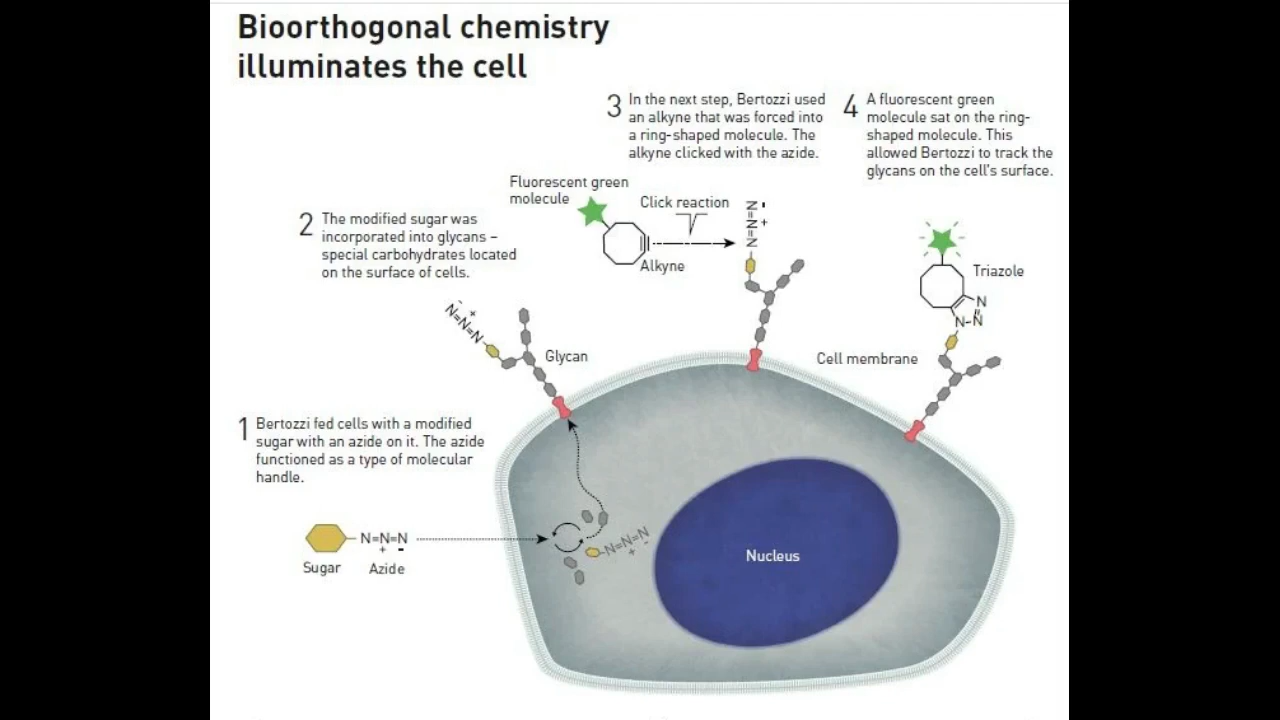 Bioorthogonal chemistry
illuminates the cell
1 Bertozzi fed cells with a modified
sugar with an azide on it. The azide
functioned as a type of molecular
handle.
Sugar
N=N=N
+ -
Azide
2 The modified sugar was
incorporated into glycans –
special carbohydrates located
on the surface of cells.
N=N=N
- +
Glycan
N=N=N
+ -
3 In the next step, Bertozzi used
an alkyne that was forced into
a ring-shaped molecule. The
alkyne clicked with the azide.
Fluorescent green
molecule
Click reaction
Alkyne
N=N=N
+ -
4 A fluorescent green
molecule sat on the ring-
shaped molecule. This
allowed Bertozzi to track the
glycans on the cell's surface.
Triazole
N
N-N
Cell membrane
Nucleus